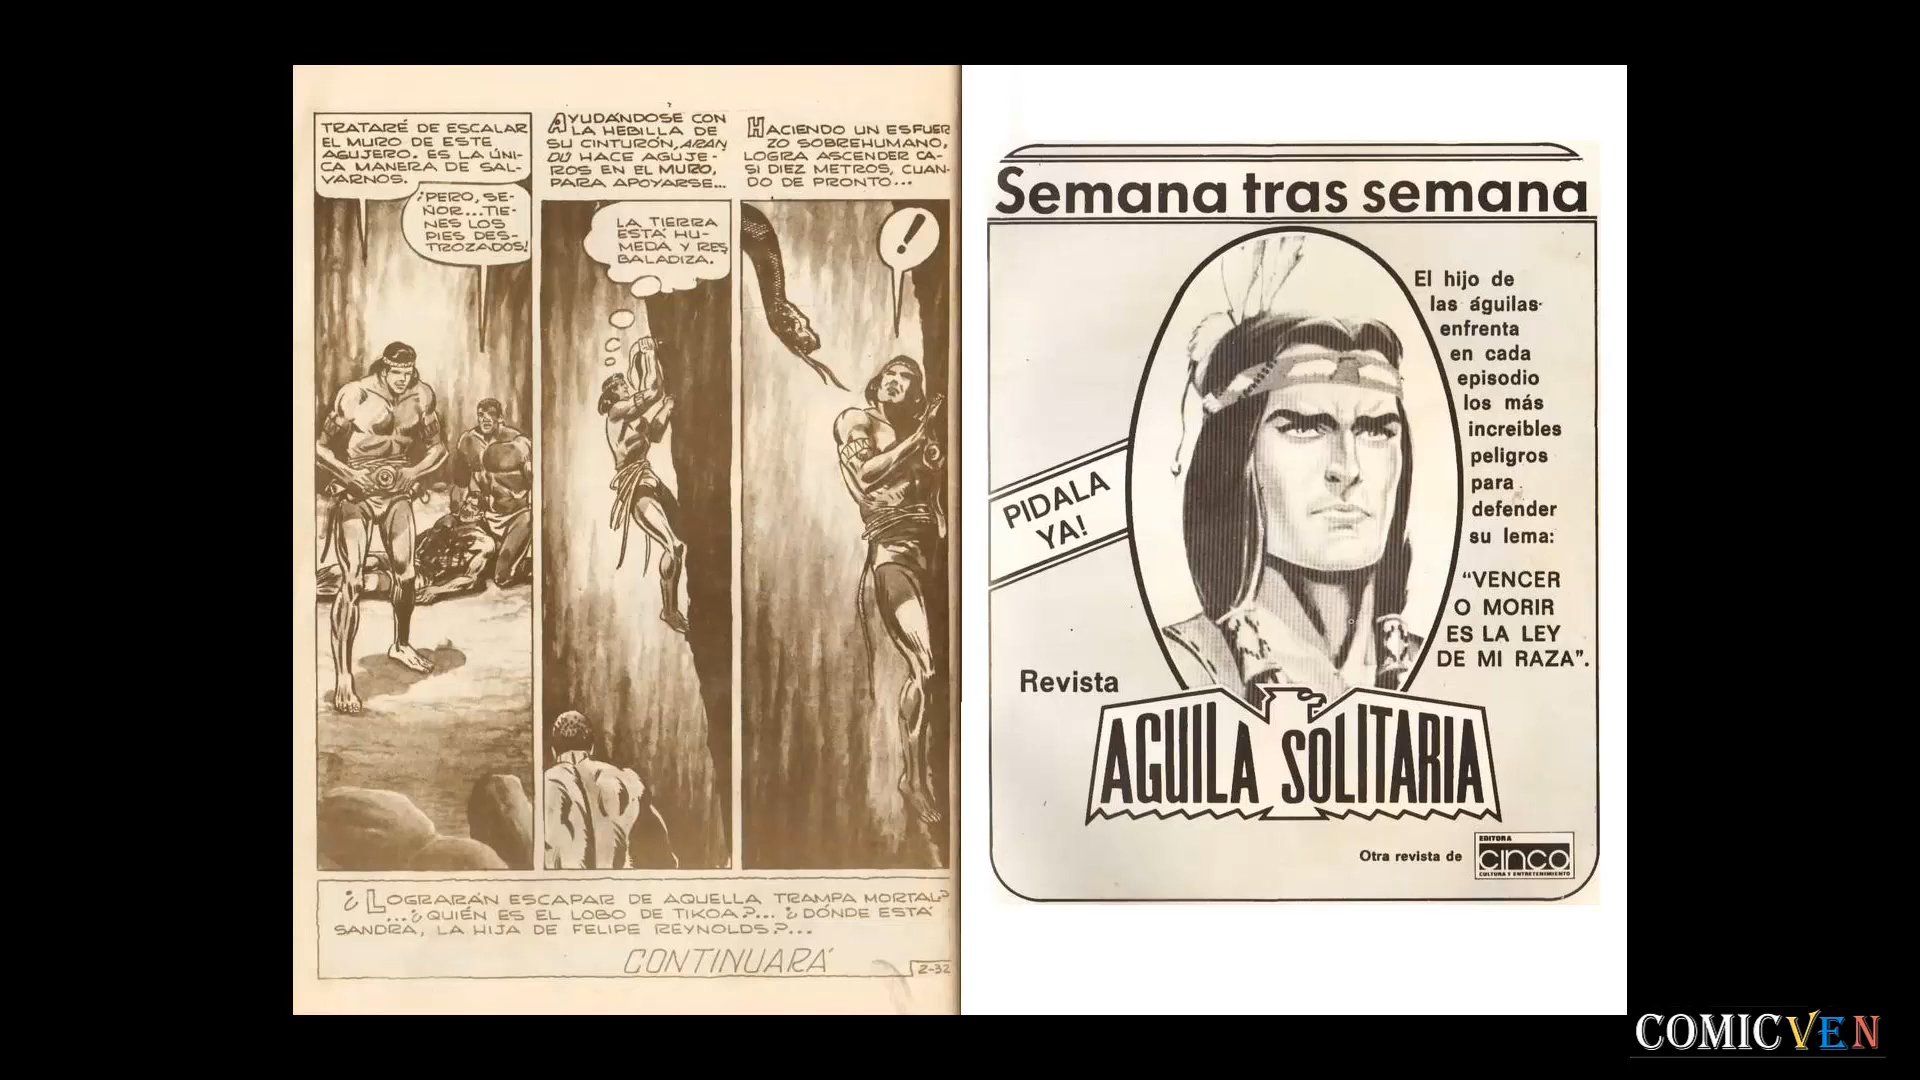 TRATARÉ DE ESCALAR
EL MURO DE ESTE
AGUJERO. ES LA ÚNI-
CA MANERA DE SAL-
VARNOS.
¡PERO, SE-
ÑOR...TIE-
NES LOS
PIES DES-
TROZADOS!
AYUDÁNDOSE CON
LA HEBILLA DE
SU CINTURÓN, ARAN
DÚ HACE AGUJE-
ROS EN EL MURO,
PARA APOYARSE...
LA TIERRA
ESTÁ HU-
MEDA Y RES
BALADIZA.
HACIENDO UN ESFUER
ZO SOBREHUMANO,
LOGRA ASCENDER CA-
SI DIEZ METROS, CUAN-
DO DE PRONTO...
!
¿LOGRARÁN ESCAPAR DE AQUELLA TRAMPA MORTAL?
...¿QUIÉN ES EL LOBO DE TIKOA?... ¿DÓNDE ESTÁ
SANDRA, LA HIJA DE FELIPE REYNOLDS?...
CONTINUARÁ
2-32
Semana tras semana
El hijo de
las águilas
enfrenta
en cada
episodio
los más
increibles
peligros
para
defender
su lema:
"VENCER
O MORIR
ES LA LEY
DE MI RAZA".
PIDALA
YA!
Revista
AGUILA SOLITARIA
Otra revista de
EDITORA
CINCO
CULTURA Y ENTRETENIMIENTO
COMICVEN